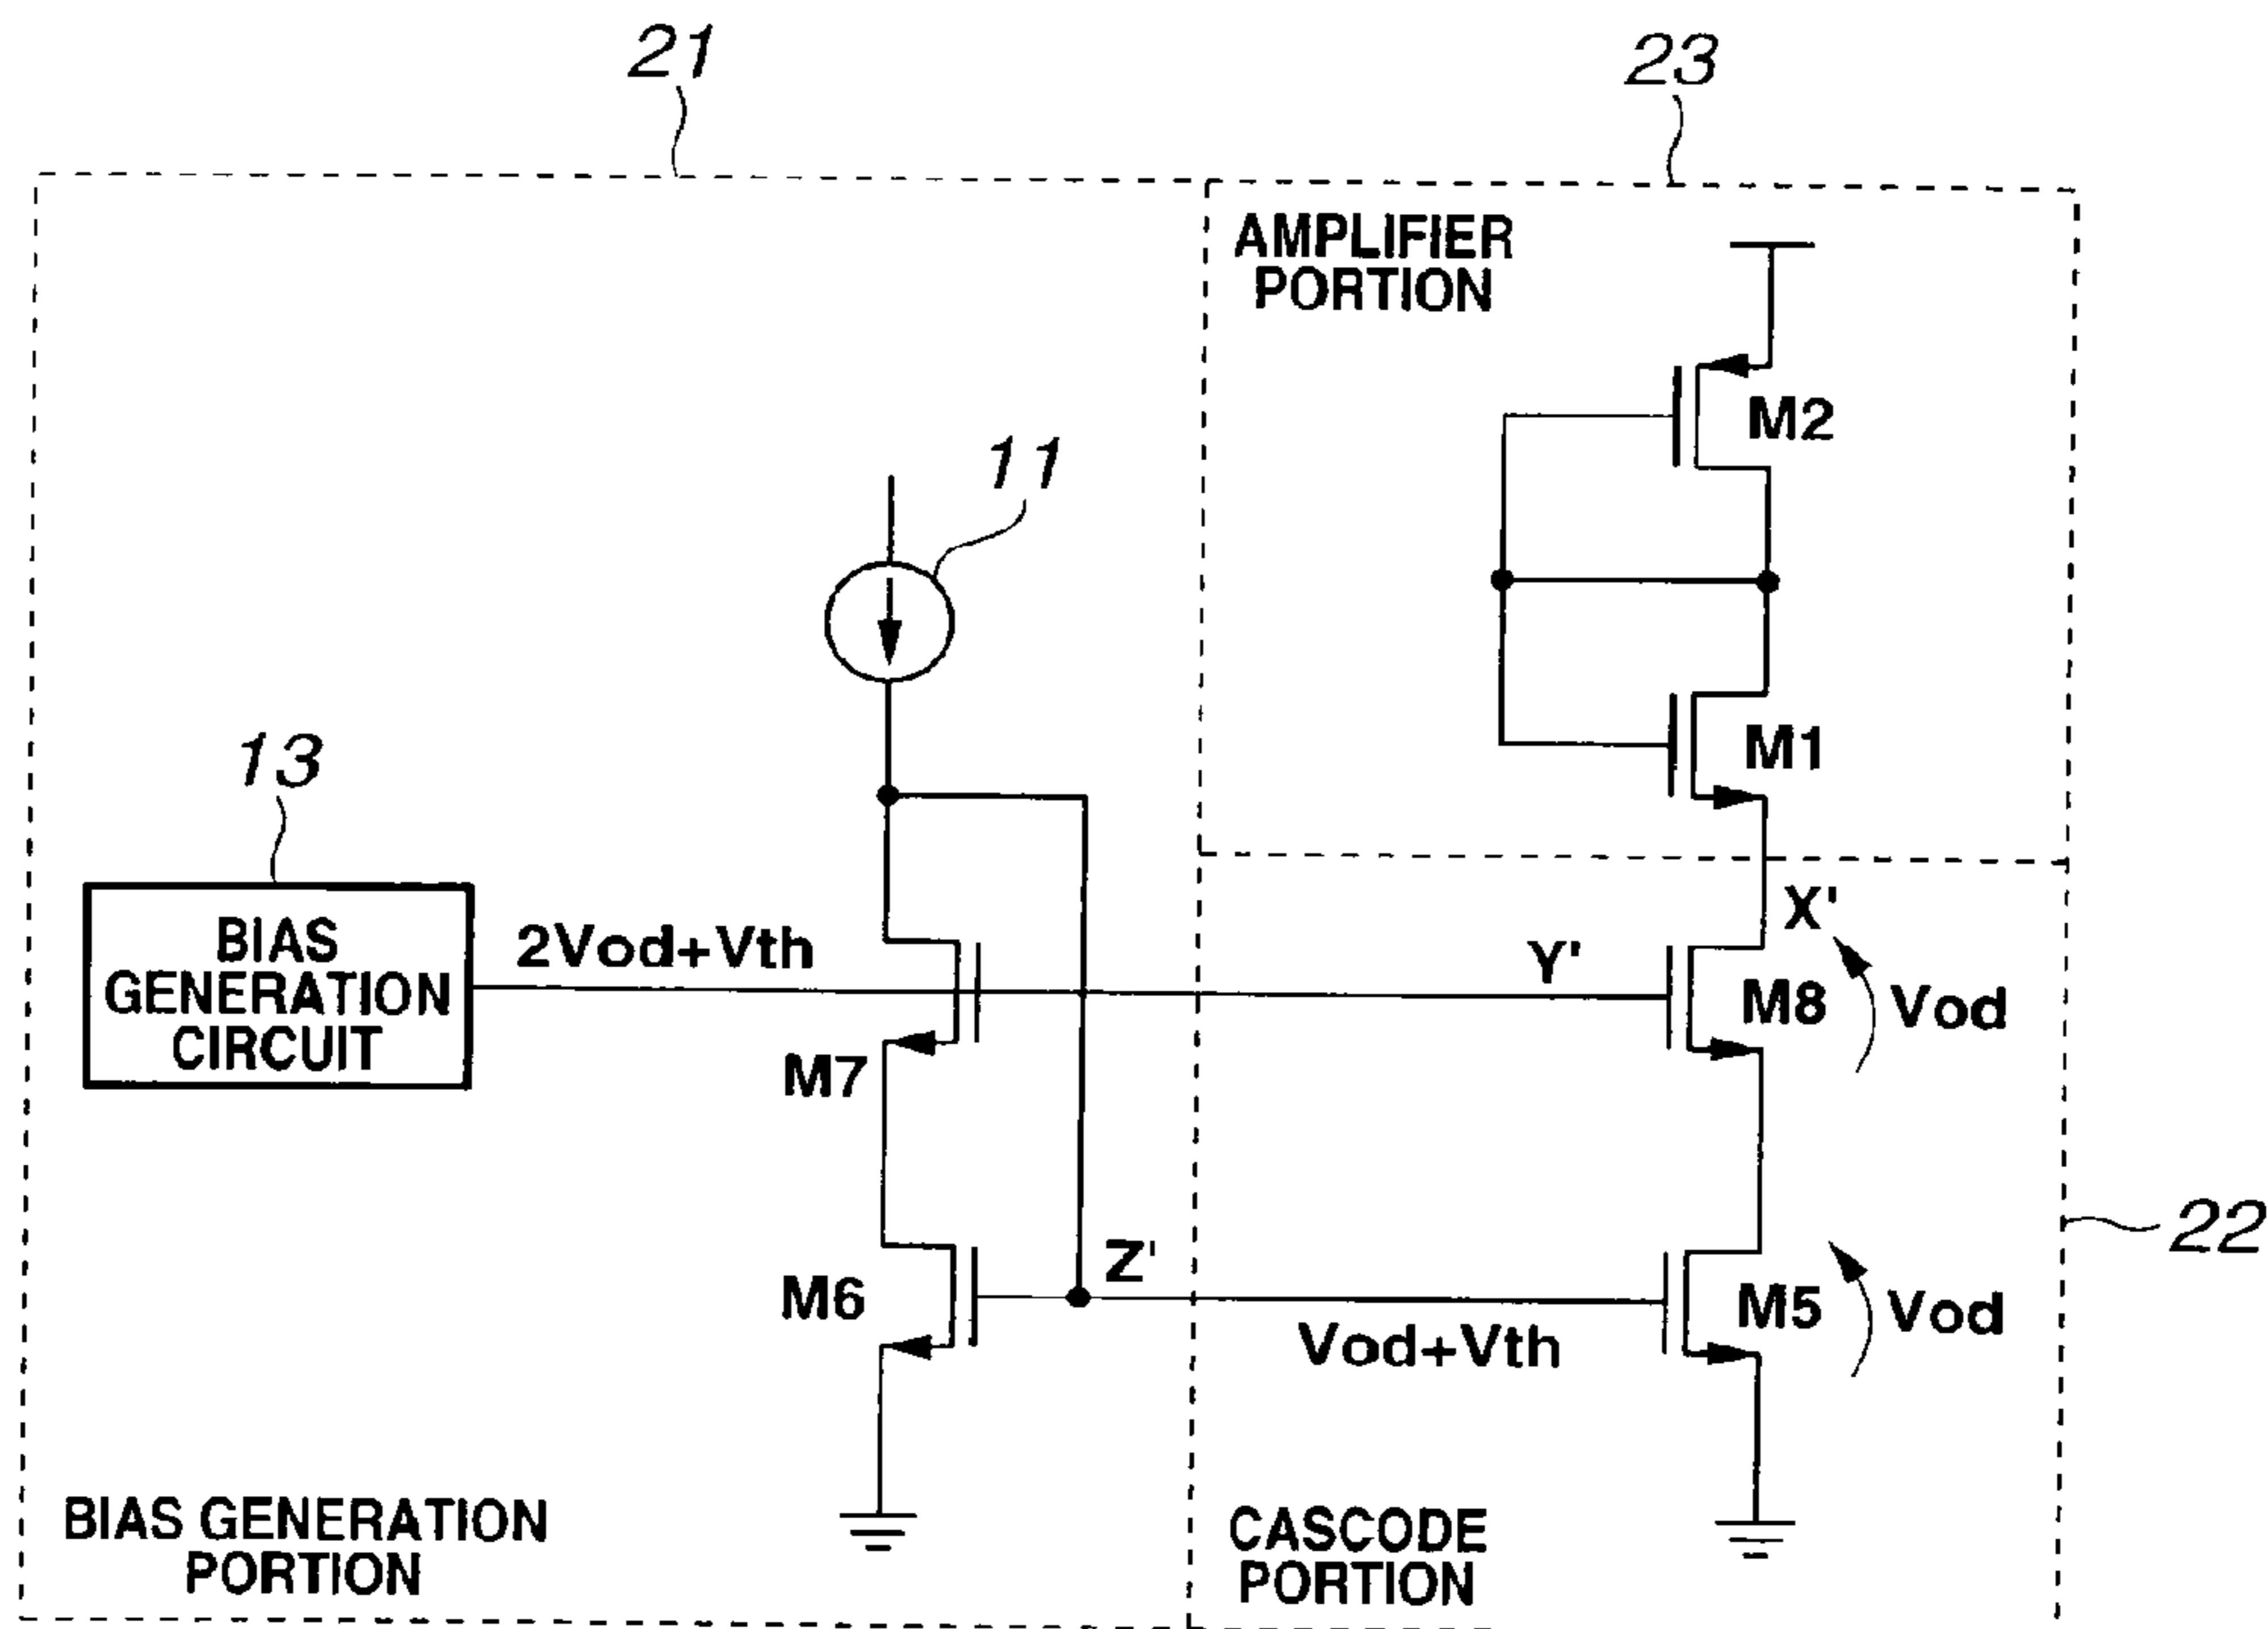 21
23
AMPLIFIER
PORTION
M2
11
M1
13
X'
BIAS
GENERATION
CIRCUIT
2Vod+Vth
Y'
M8
Vod
M7
22
Z'
M6
M5
Vod
Vod+Vth
BIAS GENERATION
PORTION
CASCODE
PORTION